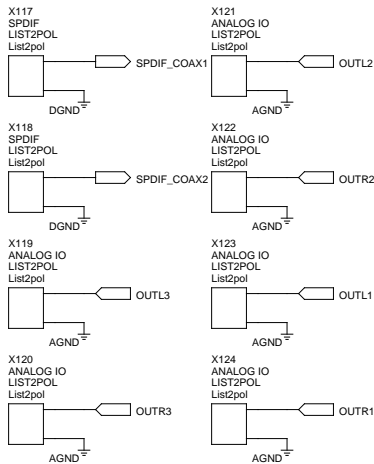 X117
SPDIF
LIST2POL
List2pol
SPDIF_COAX1
DGND
X118
SPDIF
LIST2POL
List2pol
SPDIF_COAX2
DGND
X119
ANALOG IO
LIST2POL
List2pol
OUTL3
AGND
X120
ANALOG IO
LIST2POL
List2pol
OUTR3
AGND
X121
ANALOG IO
LIST2POL
List2pol
OUTL2
AGND
X122
ANALOG IO
LIST2POL
List2pol
OUTR2
AGND
X123
ANALOG IO
LIST2POL
List2pol
OUTL1
AGND
X124
ANALOG IO
LIST2POL
List2pol
OUTR1
AGND